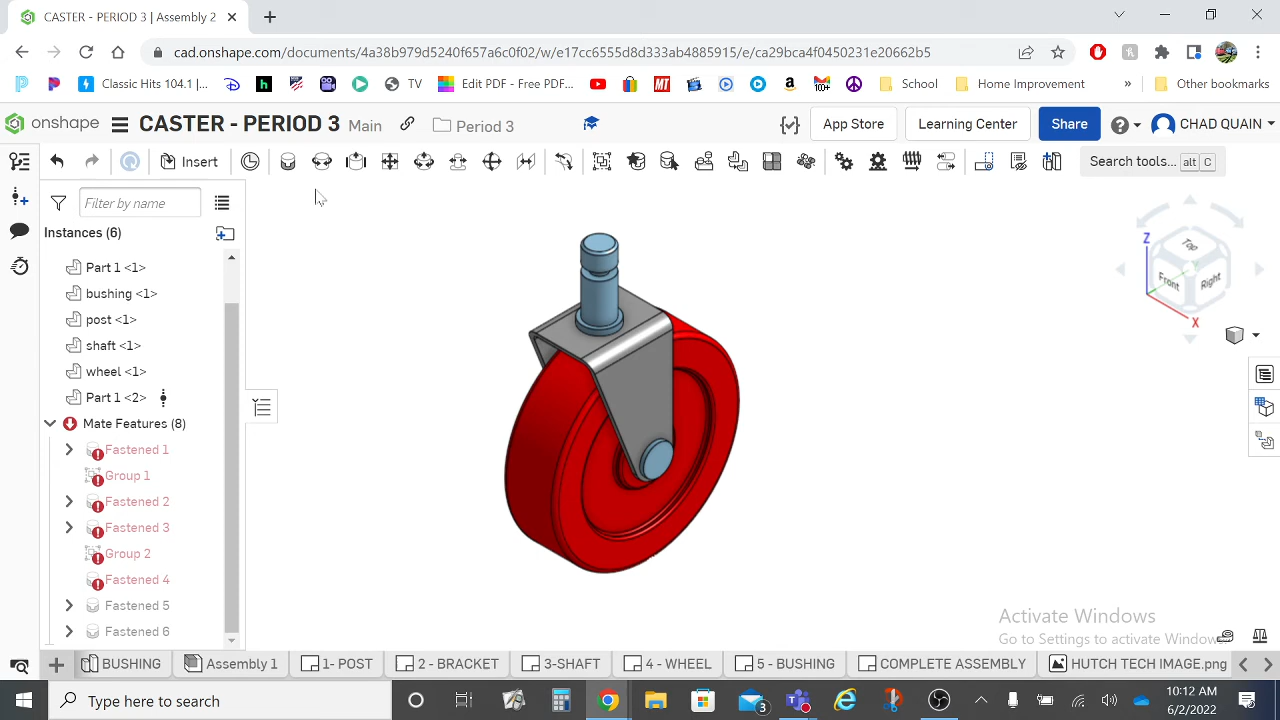 CASTER - PERIOD 3 | Assembly 2
cad.onshape.com/documents/4a38b979d5240f657a6c0f02/w/e17cc6555d8d333ab4885915/e/ca29bca4f0450231e20662b5
Classic Hits 104.1 |... TV Edit PDF - Free PDF... MT 10+ School Home Improvement » Other bookmarks
onshape CASTER - PERIOD 3 Main Period 3 App Store Learning Center Share CHAD QUAIN
Insert Search tools... alt C
Filter by name
Instances (6)
Part 1 <1>
bushing <1>
post <1>
shaft <1>
wheel <1>
Part 1 <2>
Mate Features (8)
Fastened 1
Group 1
Fastened 2
Fastened 3
Group 2
Fastened 4
Fastened 5
Fastened 6
Z
Top
Front
Right
X
Activate Windows
Go to Settings to activate Window
BUSHING Assembly 1 1- POST 2 - BRACKET 3-SHAFT 4 - WHEEL 5 - BUSHING COMPLETE ASSEMBLY HUTCH TECH IMAGE.png
Type here to search 3 10:12 AM
6/2/2022